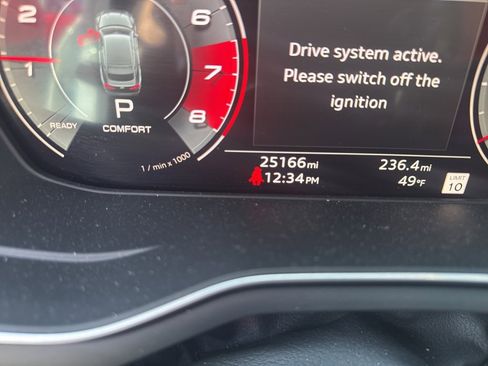 2
8
1
7
8
P
READY
COMFORT
1 / min x 1000
Drive system active.
Please switch off the
ignition
25166mi
236.4mi
12:34PM
49°F
LIMIT
10